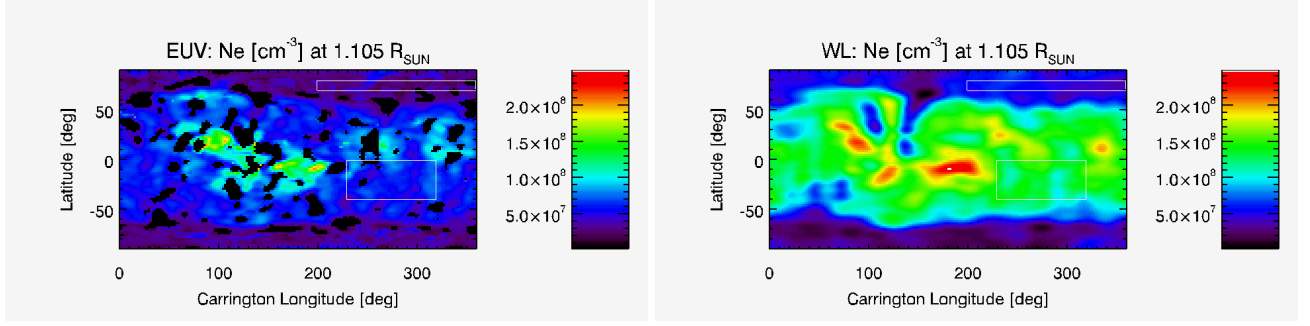 EUV: Ne [cm⁻³] at 1.105 R_SUN
50
0
-50
Latitude [deg]
0 100 200 300
Carrington Longitude [deg]
2.0×10⁸
1.5×10⁸
1.0×10⁸
5.0×10⁷
WL: Ne [cm⁻³] at 1.105 R_SUN
50
0
-50
Latitude [deg]
0 100 200 300
Carrington Longitude [deg]
2.0×10⁸
1.5×10⁸
1.0×10⁸
5.0×10⁷